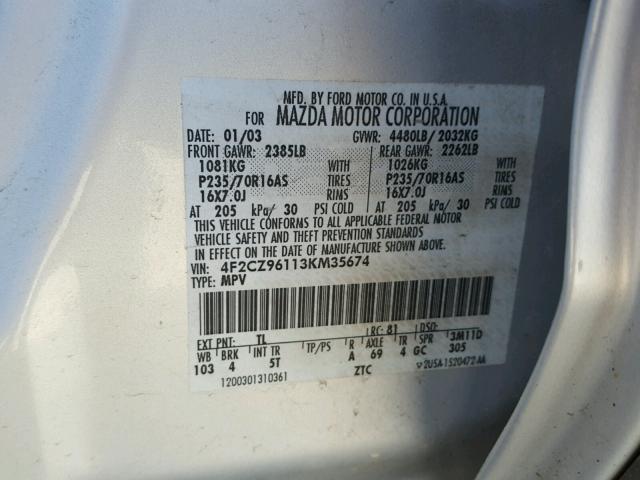 MFD. BY FORD MOTOR CO. IN U.S.A.
FOR MAZDA MOTOR CORPORATION
DATE: 01/03 GVWR: 4480LB/ 2032KG
FRONT GAWR: 2385LB REAR GAWR: 2262LB
1081KG WITH 1026KG WITH
P235/70R16AS TIRES P235/70R16AS TIRES
16X7.0J RIMS 16X7.0J RIMS
AT 205 kPa/ 30 PSI COLD AT 205 kPa/ 30 PSI COLD
THIS VEHICLE CONFORMS TO ALL APPLICABLE FEDERAL MOTOR
VEHICLE SAFETY AND THEFT PREVENTION STANDARDS
IN EFFECT ON THE DATE OF MANUFACTURE SHOWN ABOVE.
VIN: 4F2CZ96113KM35674
TYPE: MPV
EXT PNT: TL RC: 81 DSO:
WB BRK INT TR TP/PS R AXLE TR SPR 3M11D
103 4 5T A 69 4 GC 305
1200301310361 ZTC 2U5A-1520472-AA